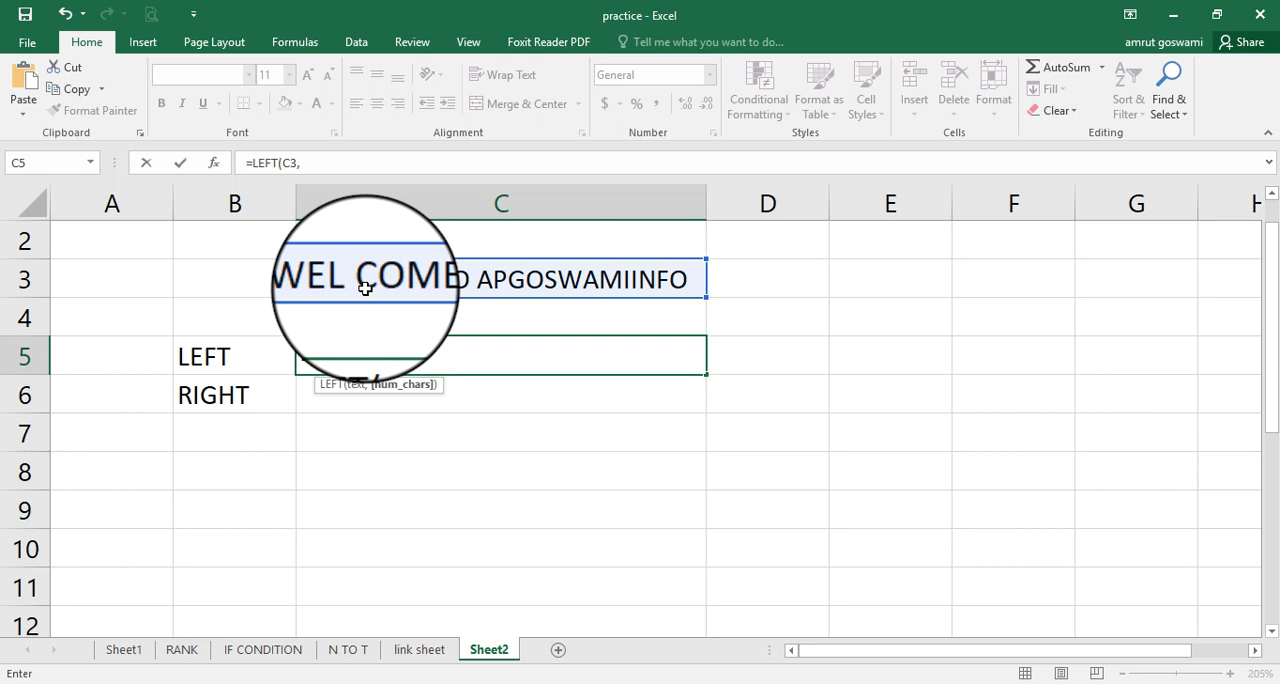 practice - Excel
File Home Insert Page Layout Formulas Data Review View Foxit Reader PDF Tell me what you want to do... amrut goswami Share
Paste
Cut
Copy
Format Painter
Clipboard
11
B I U
Font
Wrap Text
Merge & Center
Alignment
General
$ % ,
Number
Conditional Formatting
Format as Table
Cell Styles
Styles
Insert
Delete
Format
Cells
AutoSum
Fill
Clear
Sort & Filter
Find & Select
Editing
C5 fx =LEFT(C3,
A B C D E F G H
2
3 WEL COME APGOSWAMIINFO
4
5 LEFT
LEFT(text, [num_chars])
6 RIGHT
7
8
9
10
11
12
Sheet1 RANK IF CONDITION N TO T link sheet Sheet2
Enter 205%